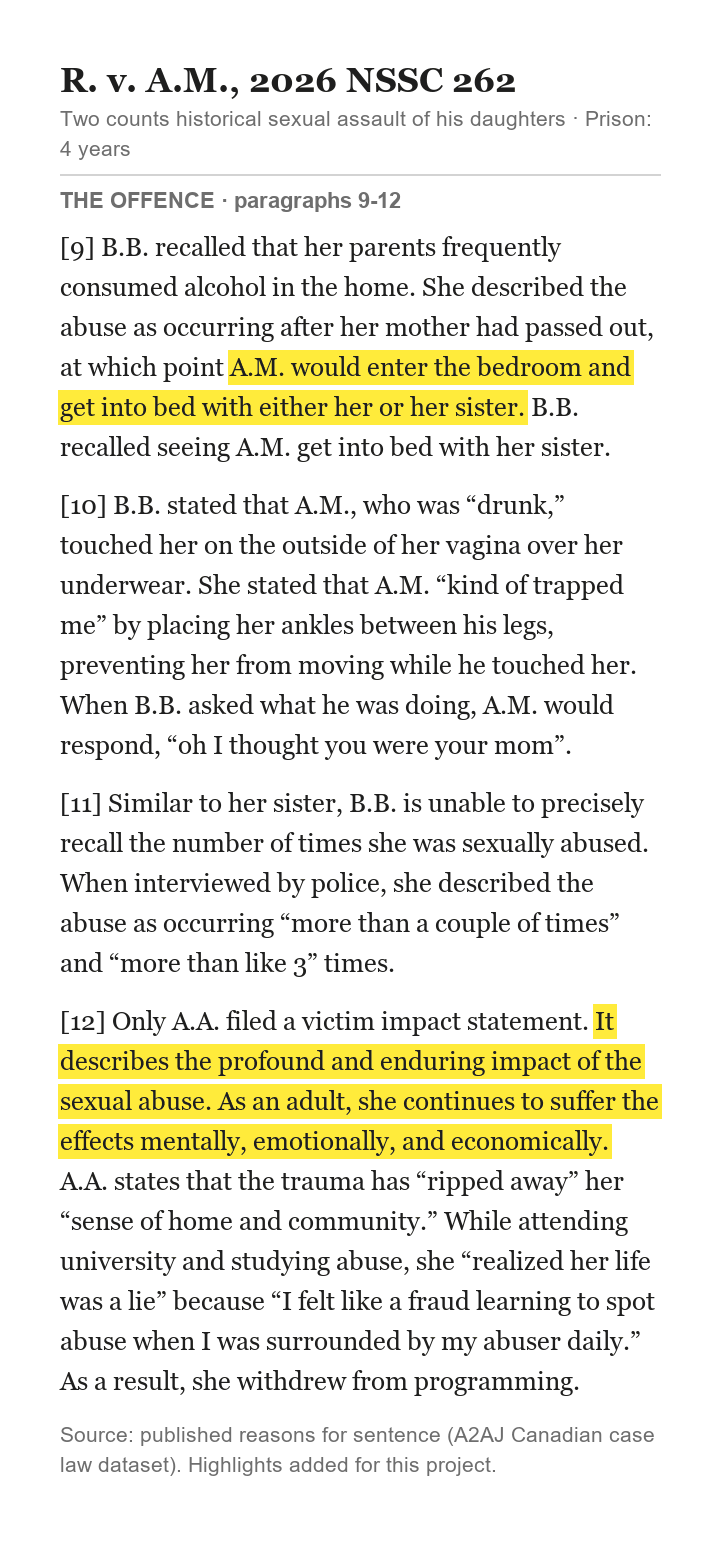 R. v. A.M., 2026 NSSC 262
Two counts historical sexual assault of his daughters · Prison:
4 years
THE OFFENCE · paragraphs 9-12
[9] B.B. recalled that her parents frequently
consumed alcohol in the home. She described the
abuse as occurring after her mother had passed out,
at which point A.M. would enter the bedroom and
get into bed with either her or her sister. B.B.
recalled seeing A.M. get into bed with her sister.
[10] B.B. stated that A.M., who was “drunk,”
touched her on the outside of her vagina over her
underwear. She stated that A.M. “kind of trapped
me” by placing her ankles between his legs,
preventing her from moving while he touched her.
When B.B. asked what he was doing, A.M. would
respond, “oh I thought you were your mom”.
[11] Similar to her sister, B.B. is unable to precisely
recall the number of times she was sexually abused.
When interviewed by police, she described the
abuse as occurring “more than a couple of times”
and “more than like 3” times.
[12] Only A.A. filed a victim impact statement. It
describes the profound and enduring impact of the
sexual abuse. As an adult, she continues to suffer the
effects mentally, emotionally, and economically.
A.A. states that the trauma has “ripped away” her
“sense of home and community.” While attending
university and studying abuse, she “realized her life
was a lie” because “I felt like a fraud learning to spot
abuse when I was surrounded by my abuser daily.”
As a result, she withdrew from programming.
Source: published reasons for sentence (A2AJ Canadian case
law dataset). Highlights added for this project.